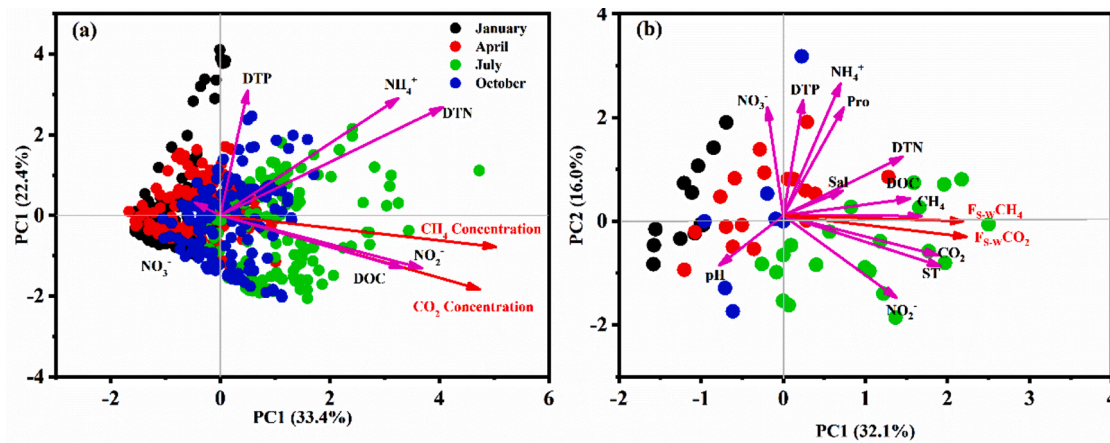 (a)
January
April
July
October
DTP
NH4+
DTN
CH4 Concentration
NO2-
NO3-
DOC
CO2 Concentration
PC1 (22.4%)
4
2
0
-2
-4
-2
0
2
4
6
PC1 (33.4%)
(b)
NH4+
DTP
NO3-
Pro
DTN
Sal
DOC
CH4
FS-WCH4
FS-WCO2
CO2
pH
ST
NO2-
PC2 (16.0%)
4
2
0
-2
-2
-1
0
1
2
3
4
PC1 (32.1%)